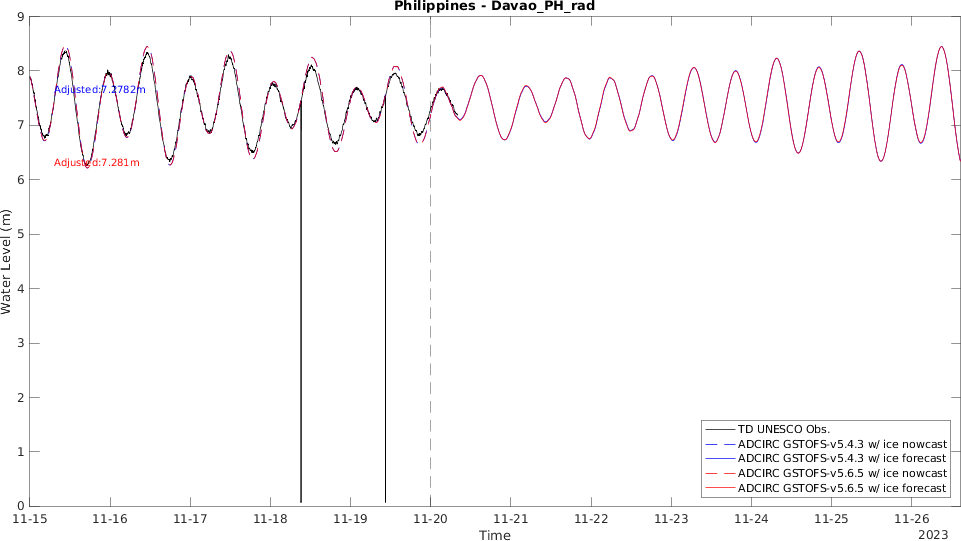 Philippines - Davao_PH_rad
9
8
7
6
5
4
3
2
1
0
Water Level (m)
Adjusted:7.2782m
Adjusted:7.281m
TD UNESCO Obs.
ADCIRC GSTOFS-v5.4.3 w/ ice nowcast
ADCIRC GSTOFS-v5.4.3 w/ ice forecast
ADCIRC GSTOFS-v5.6.5 w/ ice nowcast
ADCIRC GSTOFS-v5.6.5 w/ ice forecast
11-15 11-16 11-17 11-18 11-19 11-20 11-21 11-22 11-23 11-24 11-25 11-26
Time
2023